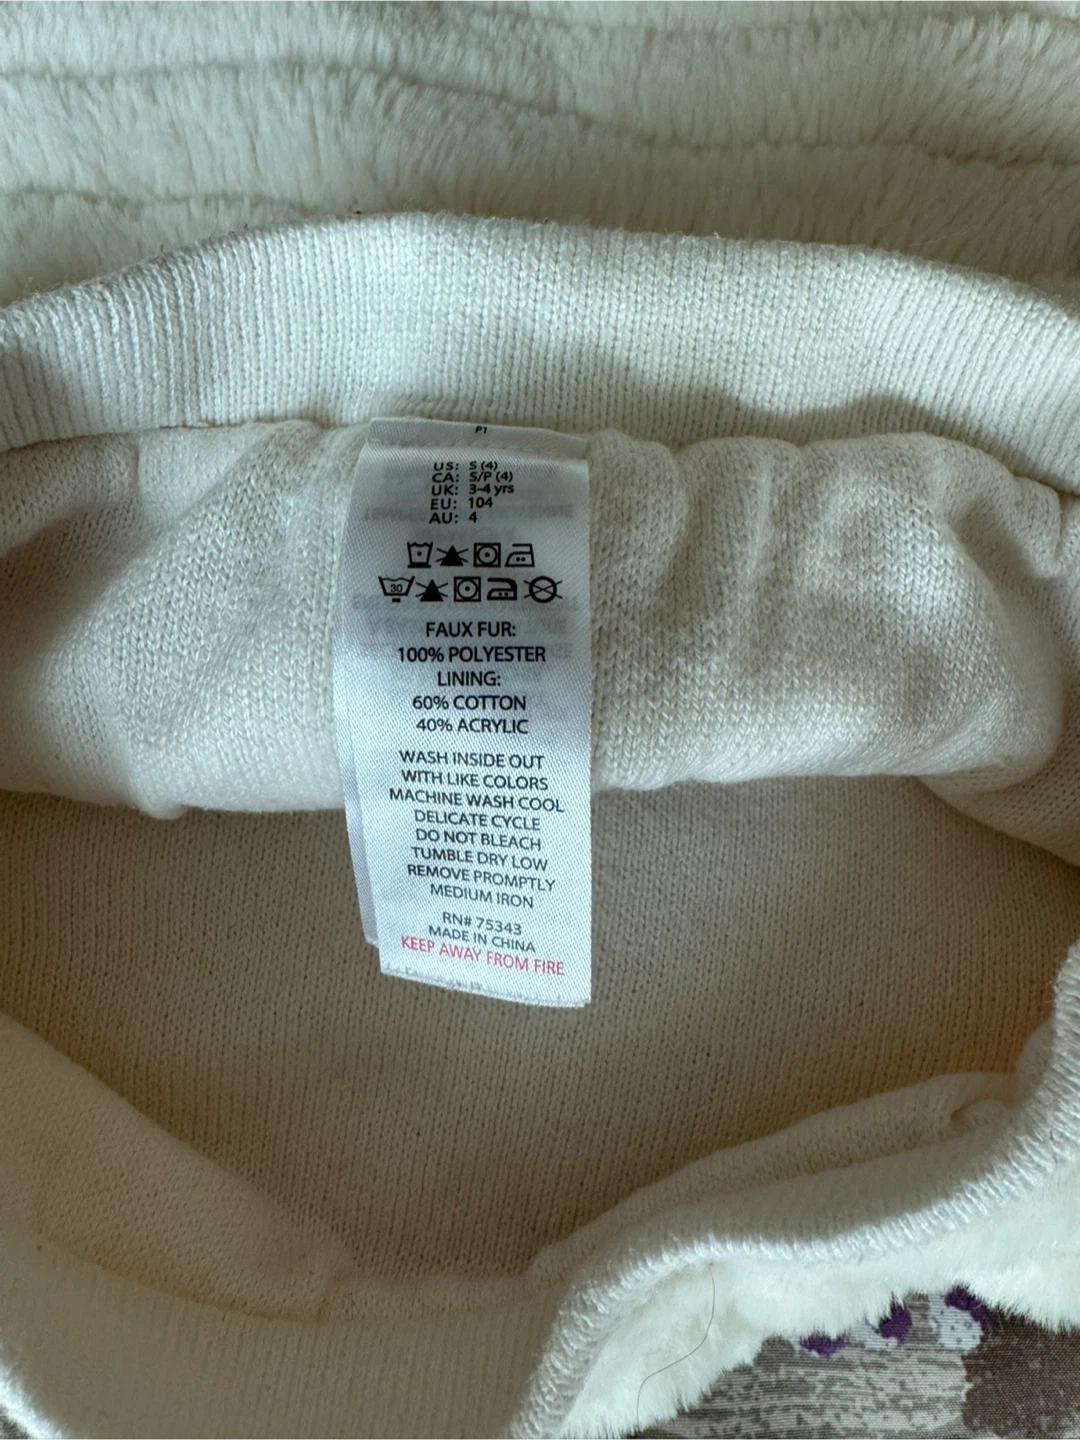 P1
US: S (4)
CA: S/P (4)
UK: 3-4 yrs
EU: 104
AU: 4
30
FAUX FUR:
100% POLYESTER
LINING:
60% COTTON
40% ACRYLIC
WASH INSIDE OUT
WITH LIKE COLORS
MACHINE WASH COOL
DELICATE CYCLE
DO NOT BLEACH
TUMBLE DRY LOW
REMOVE PROMPTLY
MEDIUM IRON
RN# 75343
MADE IN CHINA
KEEP AWAY FROM FIRE